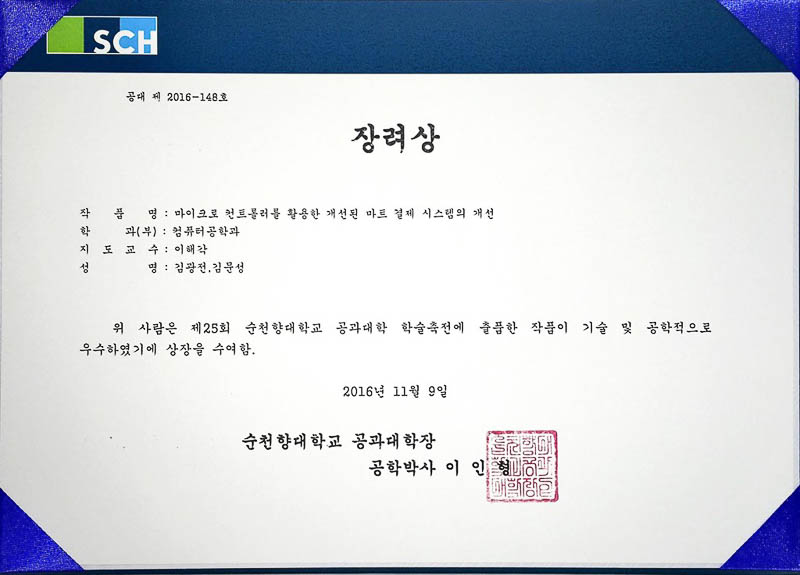 SCH
공대 제 2016-148호
장려상
작 품 명 : 마이크로 컨트롤러를 활용한 개선된 마트 결제 시스템의 개선
학 과(부) : 컴퓨터공학과
지 도 교 수 : 이해각
성 명 : 김광전,김문성
위 사람은 제25회 순천향대학교 공과대학 학술축전에 출품한 작품이 기술 및 공학적으로
우수하였기에 상장을 수여함.
2016년 11월 9일
순천향대학교 공과대학장
공학박사 이 인 형